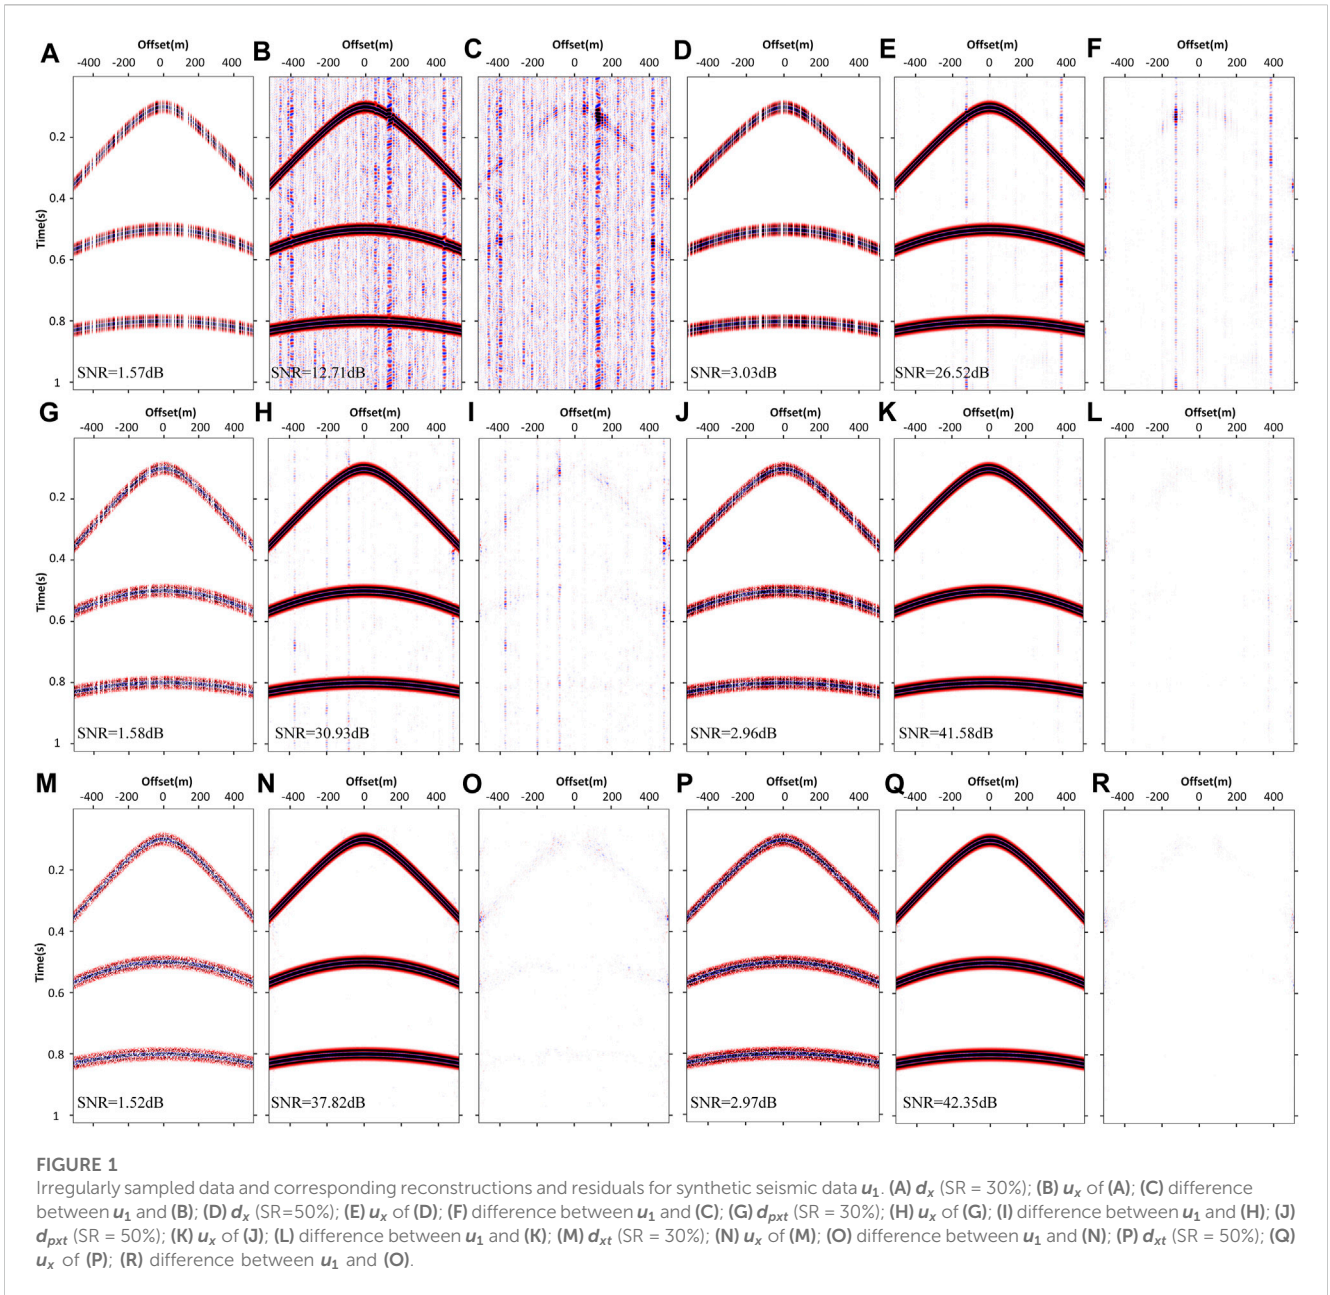 A B C D E F
Offset(m) Offset(m) Offset(m) Offset(m) Offset(m) Offset(m)
-400 -200 0 200 400 -400 -200 0 200 400 -400 -200 0 200 400 -400 -200 0 200 400 -400 -200 0 200 400 -400 -200 0 200 400
0.2
0.4
Time(s)
0.6
0.8
1
SNR=1.57dB SNR=12.71dB SNR=3.03dB SNR=26.52dB
G H I J K L
Offset(m) Offset(m) Offset(m) Offset(m) Offset(m) Offset(m)
-400 -200 0 200 400 -400 -200 0 200 400 -400 -200 0 200 400 -400 -200 0 200 400 -400 -200 0 200 400 -400 -200 0 200 400
0.2
0.4
Time(s)
0.6
0.8
SNR=1.58dB SNR=30.93dB SNR=2.96dB SNR=41.58dB
1
M N O P Q R
Offset(m) Offset(m) Offset(m) Offset(m) Offset(m) Offset(m)
-400 -200 0 200 400 -400 -200 0 200 400 -400 -200 0 200 400 -400 -200 0 200 400 -400 -200 0 200 400 -400 -200 0 200 400
0.2
0.4
Time(s)
0.6
0.8
SNR=1.52dB SNR=37.82dB SNR=2.97dB SNR=42.35dB
1
FIGURE 1
Irregularly sampled data and corresponding reconstructions and residuals for synthetic seismic data u1. (A) dx (SR = 30%); (B) ux of (A); (C) difference
between u1 and (B); (D) dx (SR=50%); (E) ux of (D); (F) difference between u1 and (C); (G) dpxt (SR = 30%); (H) ux of (G); (I) difference between u1 and (H); (J)
dpxt (SR = 50%); (K) ux of (J); (L) difference between u1 and (K); (M) dxt (SR = 30%); (N) ux of (M); (O) difference between u1 and (N); (P) dxt (SR = 50%); (Q)
ux of (P); (R) difference between u1 and (O).